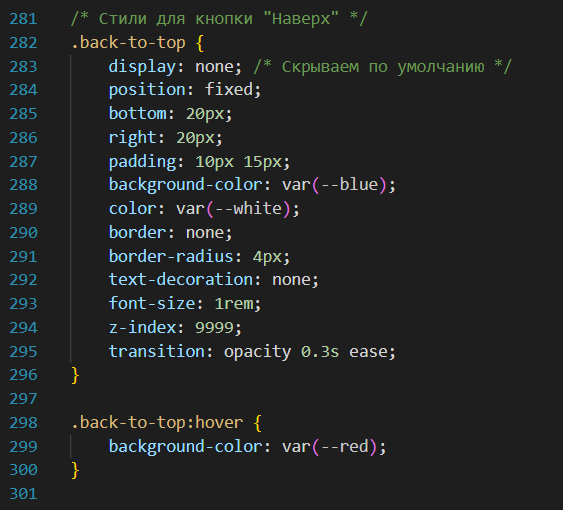 281 /* Стили для кнопки "Наверх" */
282 .back-to-top {
283     display: none; /* Скрываем по умолчанию */
284     position: fixed;
285     bottom: 20px;
286     right: 20px;
287     padding: 10px 15px;
288     background-color: var(--blue);
289     color: var(--white);
290     border: none;
291     border-radius: 4px;
292     text-decoration: none;
293     font-size: 1rem;
294     z-index: 9999;
295     transition: opacity 0.3s ease;
296 }
297
298 .back-to-top:hover {
299     background-color: var(--red);
300 }
301